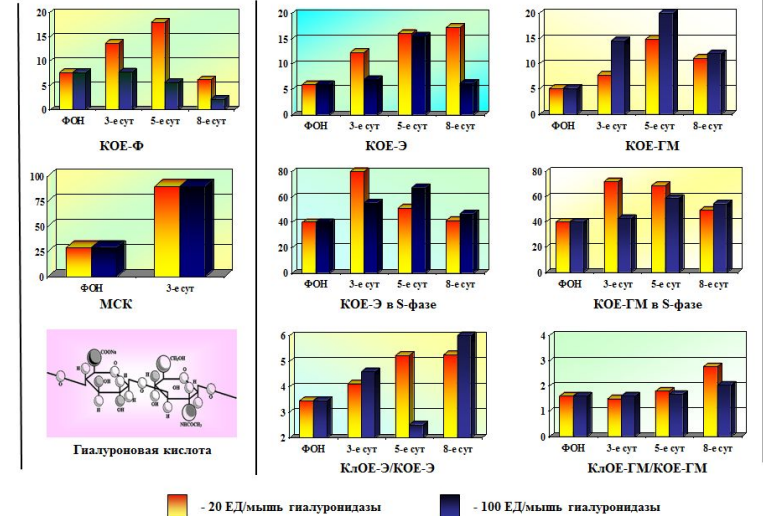 20
15
10
5
0
ФОН 3-е сут 5-е сут 8-е сут
КОЕ-Ф
20
15
10
5
0
ФОН 3-е сут 5-е сут 8-е сут
КОЕ-Э
20
15
10
5
0
ФОН 3-е сут 5-е сут 8-е сут
КОЕ-ГМ
100
75
50
25
0
ФОН 3-е сут
МСК
80
60
40
20
0
ФОН 3-е сут 5-е сут 8-е сут
КОЕ-Э в S-фазе
80
60
40
20
0
ФОН 3-е сут 5-е сут 8-е сут
КОЕ-ГМ в S-фазе
COONa
CH₂OH
H
O
OH
NHCOCH₃
Гиалуроновая кислота
6
5
4
3
2
ФОН 3-е сут 5-е сут 8-е сут
КлОЕ-Э/КОЕ-Э
4
3
2
1
0
ФОН 3-е сут 5-е сут 8-е сут
КлОЕ-ГМ/КОЕ-ГМ
- 20 ЕД/мышь гиалуронидазы
- 100 ЕД/мышь гиалуронидазы